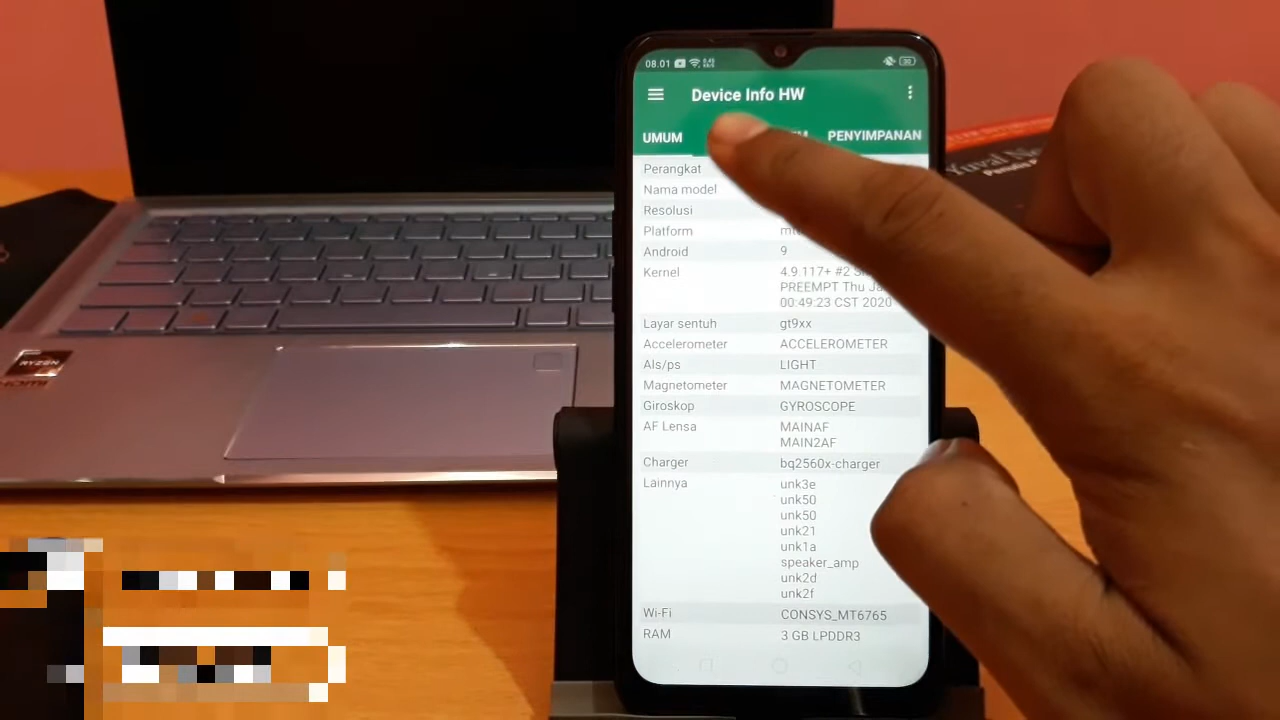 08.01
30
Device Info HW
UMUM
PENYIMPANAN
Perangkat
Nama model
Resolusi
Platform
Android 9
Kernel 4.9.117+ #2
PREEMPT Thu
00:49:23 CST 2020
Layar sentuh gt9xx
Accelerometer ACCELEROMETER
Als/ps LIGHT
Magnetometer MAGNETOMETER
Giroskop GYROSCOPE
AF Lensa MAINAF
MAIN2AF
Charger bq2560x-charger
Lainnya unk3e
unk50
unk50
unk21
unk1a
speaker_amp
unk2d
unk2f
Wi-Fi CONSYS_MT6765
RAM 3 GB LPDDR3
RYZEN
Yuval